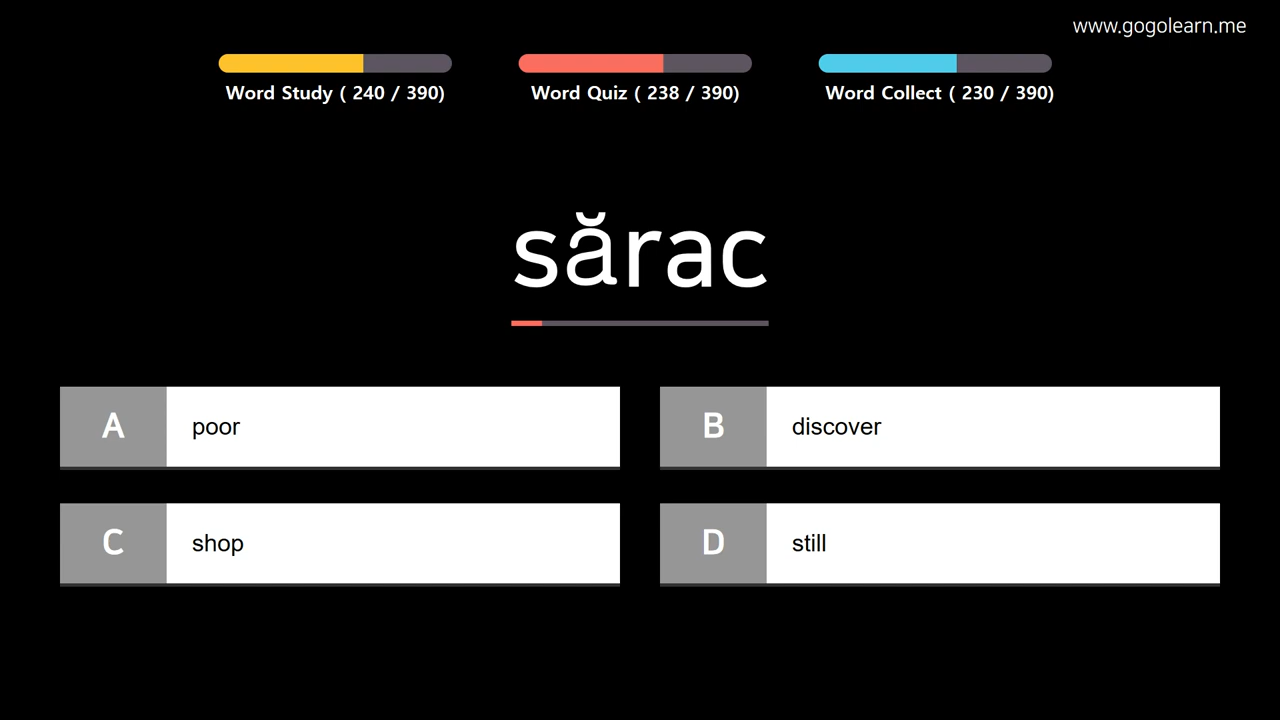 www.gogolearn.me
Word Study ( 240 / 390)
Word Quiz ( 238 / 390)
Word Collect ( 230 / 390)
sărac
A poor
B discover
C shop
D still